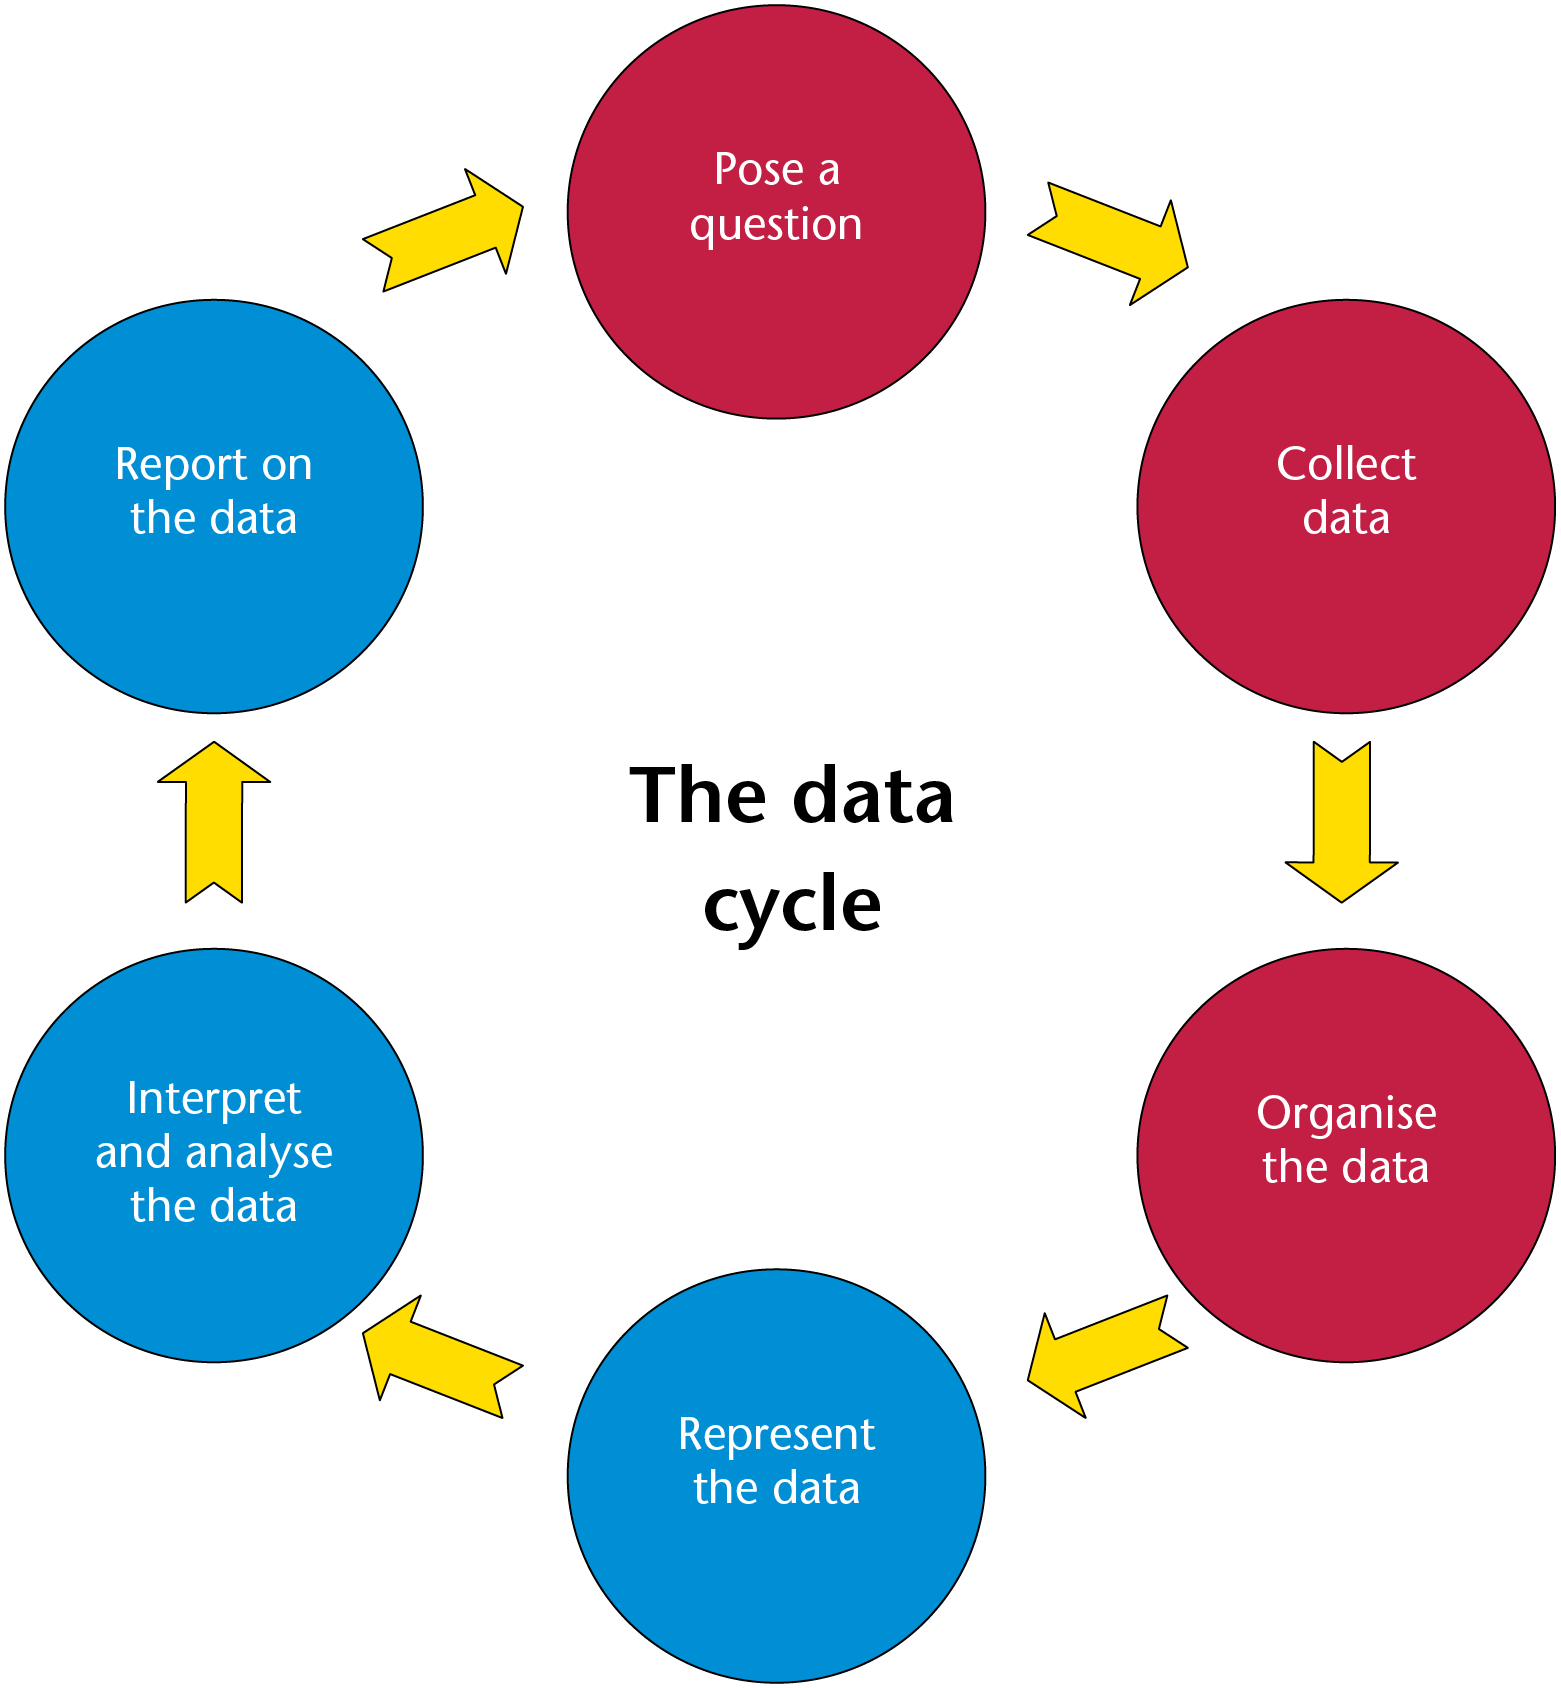 Pose a
question
Collect
data
Organise
the data
Represent
the data
Interpret
and analyse
the data
Report on
the data
The data
cycle